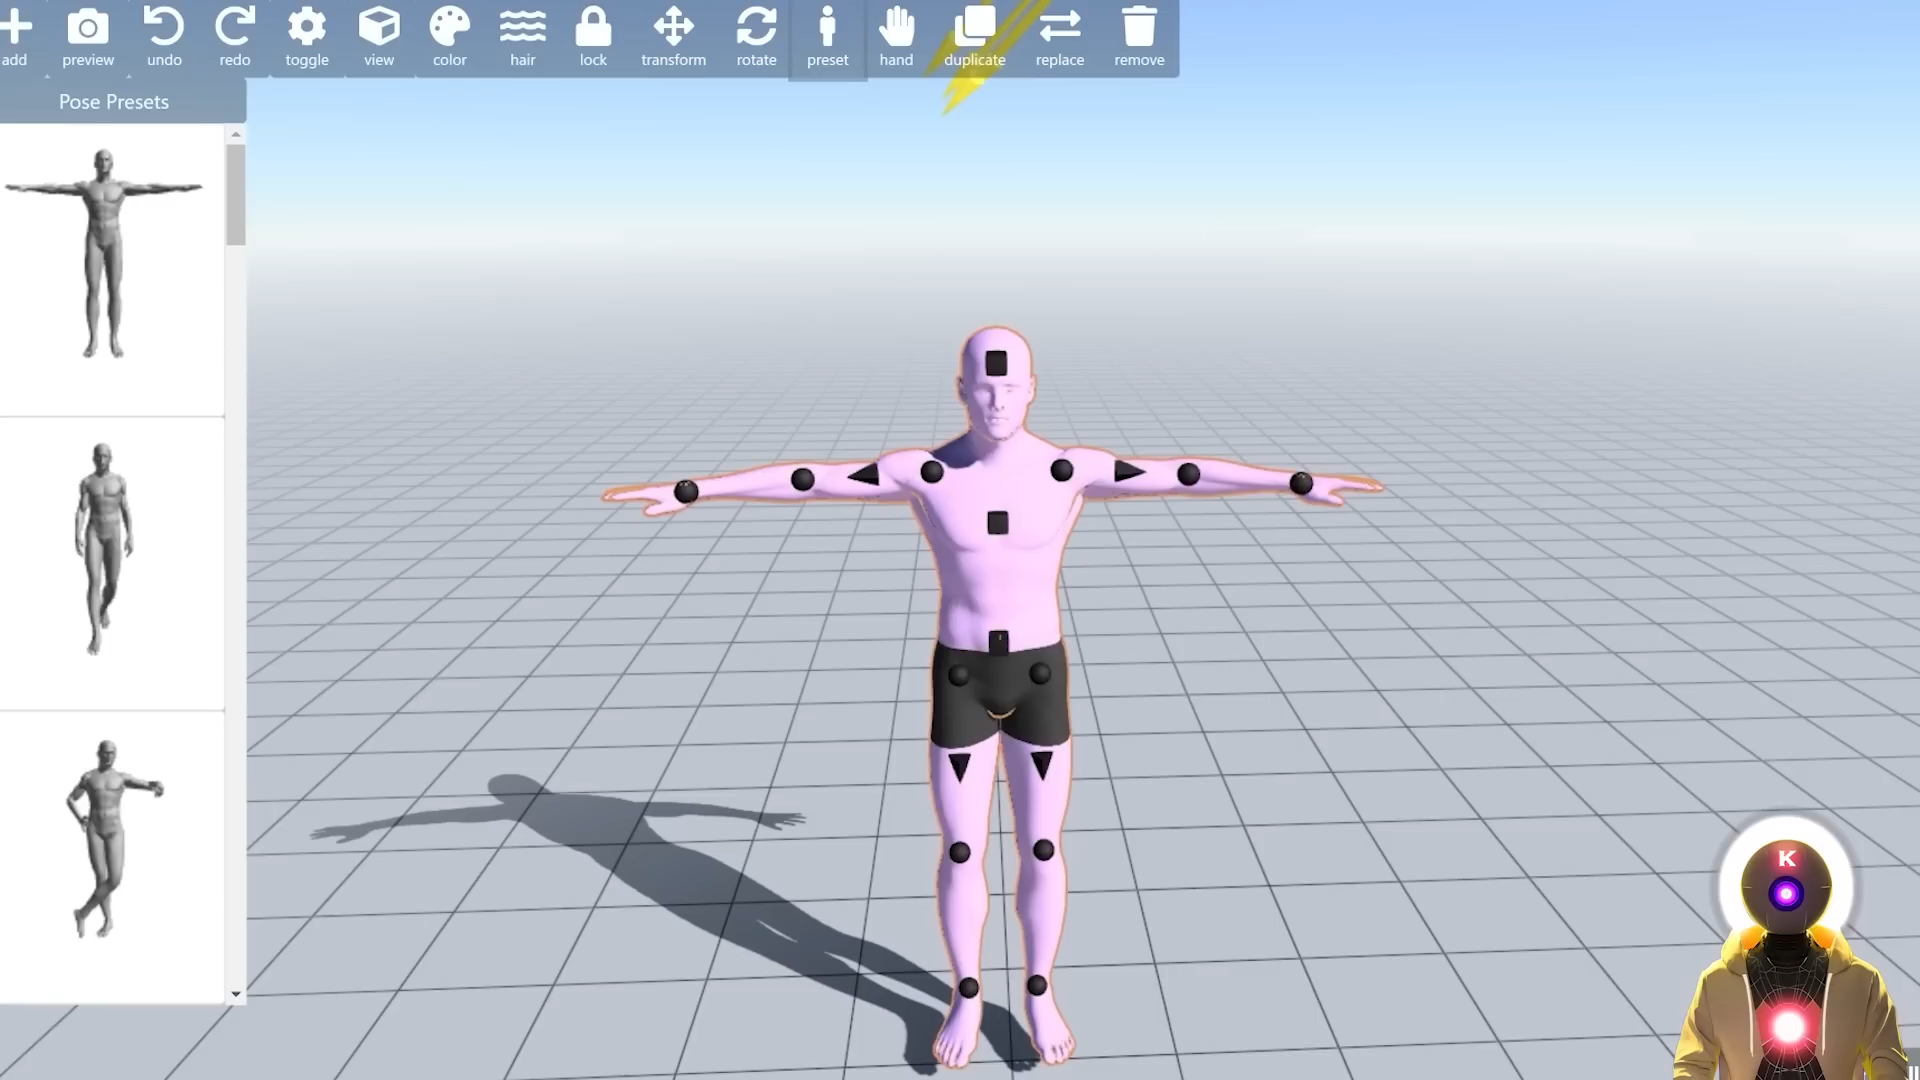 add preview undo redo toggle view color hair lock transform rotate preset hand duplicate replace remove
Pose Presets
K